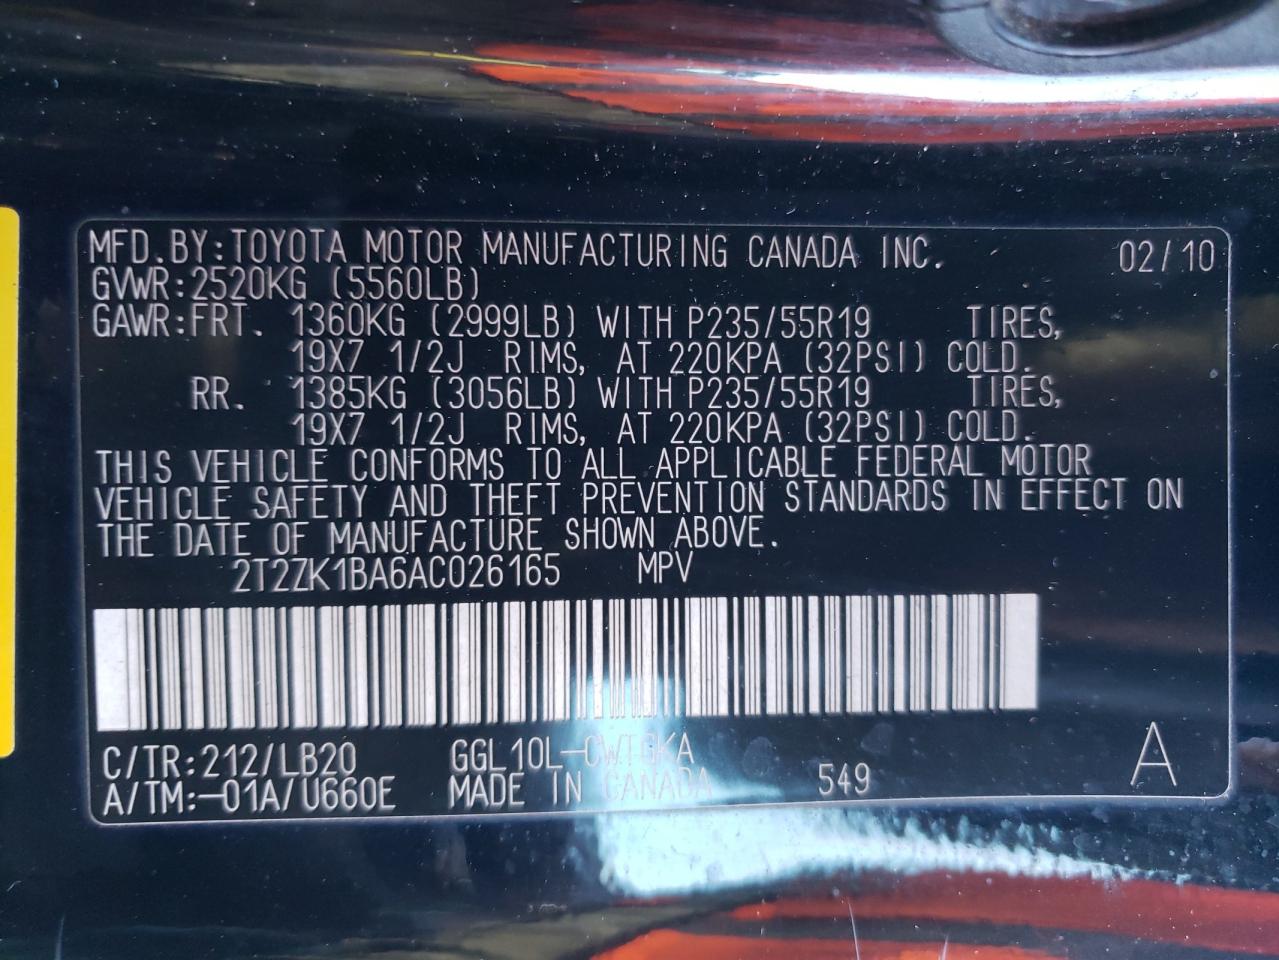 MFD.BY:TOYOTA MOTOR MANUFACTURING CANADA INC. 02/10
GVWR:2520KG (5560LB)
GAWR:FRT. 1360KG (2999LB) WITH P235/55R19 TIRES,
19X7 1/2J RIMS, AT 220KPA (32PSI) COLD.
RR. 1385KG (3056LB) WITH P235/55R19 TIRES,
19X7 1/2J RIMS, AT 220KPA (32PSI) COLD.
THIS VEHICLE CONFORMS TO ALL APPLICABLE FEDERAL MOTOR
VEHICLE SAFETY AND THEFT PREVENTION STANDARDS IN EFFECT ON
THE DATE OF MANUFACTURE SHOWN ABOVE.
2T2ZK1BA6AC026165 MPV
C/TR:212/LB20 GGL10L-CWTGKA
A/TM:-01A/U660E MADE IN CANADA 549 A